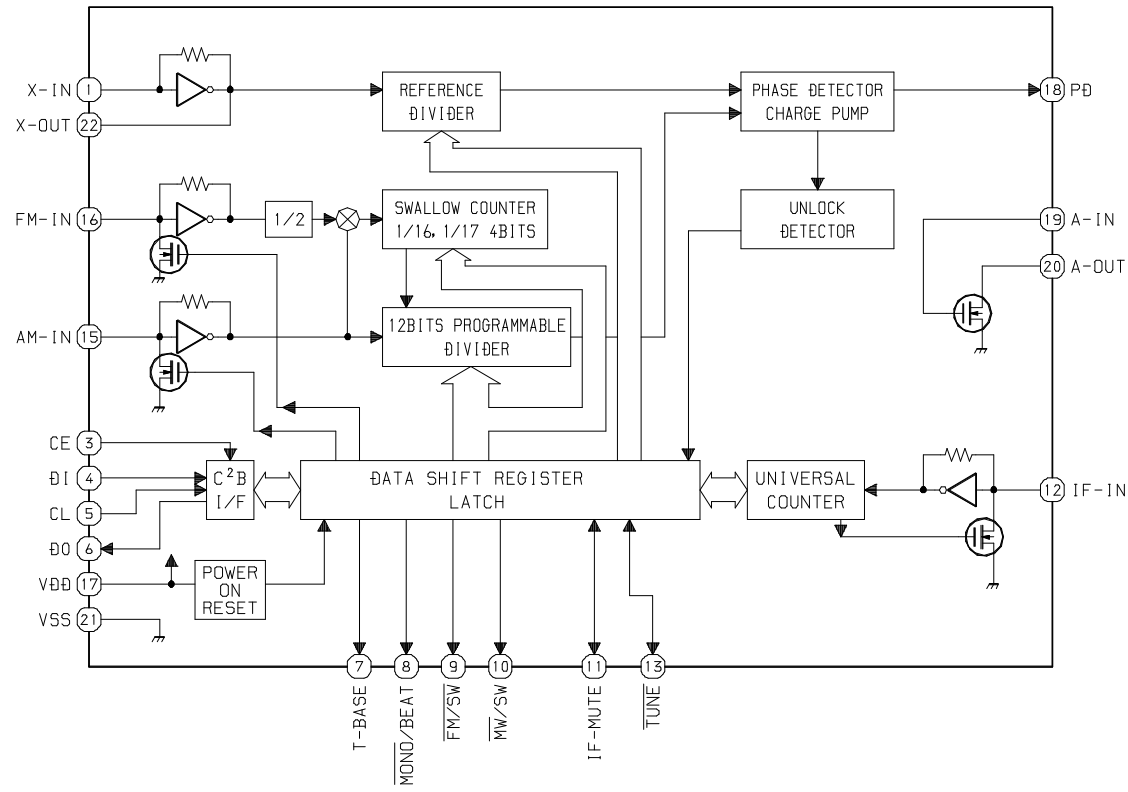 X-IN 1
REFERENCE
DIVIDER
PHASE DETECTOR
CHARGE PUMP
18 PD
X-OUT 22
FM-IN 16
1/2
SWALLOW COUNTER
1/16, 1/17 4BITS
UNLOCK
DETECTOR
19 A-IN
20 A-OUT
AM-IN 15
12BITS PROGRAMMABLE
DIVIDER
CE 3
DI 4
CL 5
DO 6
C²B
I/F
DATA SHIFT REGISTER
LATCH
UNIVERSAL
COUNTER
12 IF-IN
VDD 17
VSS 21
POWER
ON
RESET
7
8
9
10
11
13
T-BASE
MONO/BEAT
FM/SW
MW/SW
IF-MUTE
TUNE